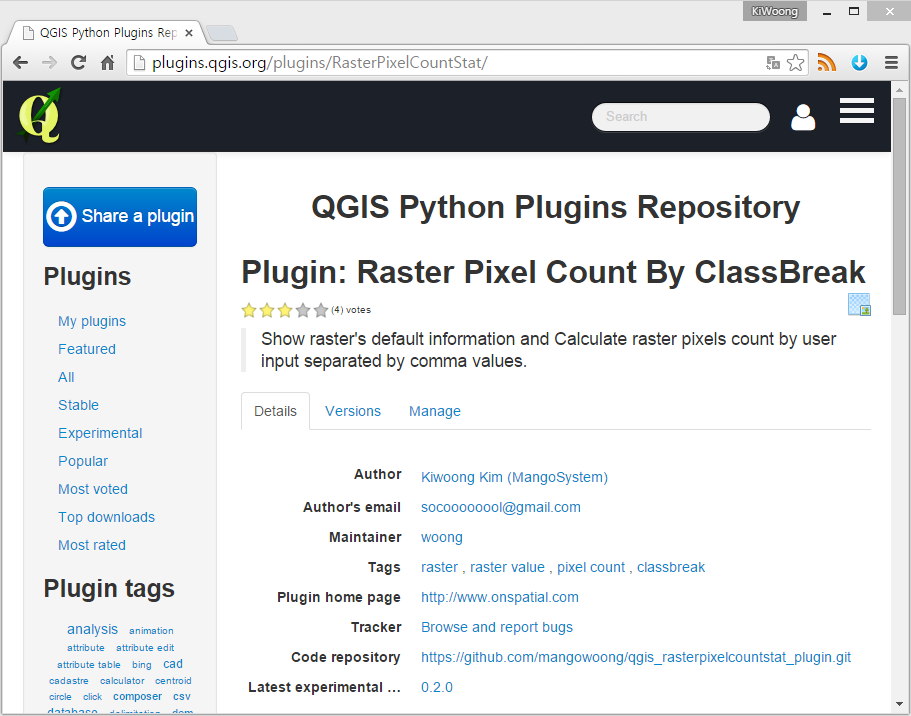 KiWoong
QGIS Python Plugins Rep
plugins.qgis.org/plugins/RasterPixelCountStat/
Search
Share a plugin
Plugins
My plugins
Featured
All
Stable
Experimental
Popular
Most voted
Top downloads
Most rated
Plugin tags
analysis animation
attribute attribute edit
attribute table bing cad
cadastre calculator centroid
circle click composer csv
database delimitation dem
QGIS Python Plugins Repository
Plugin: Raster Pixel Count By ClassBreak
(4) votes
Show raster's default information and Calculate raster pixels count by user
input separated by comma values.
Details Versions Manage
Author Kiwoong Kim (MangoSystem)
Author's email socoooooool@gmail.com
Maintainer woong
Tags raster , raster value , pixel count , classbreak
Plugin home page http://www.onspatial.com
Tracker Browse and report bugs
Code repository https://github.com/mangowoong/qgis_rasterpixelcountstat_plugin.git
Latest experimental ... 0.2.0